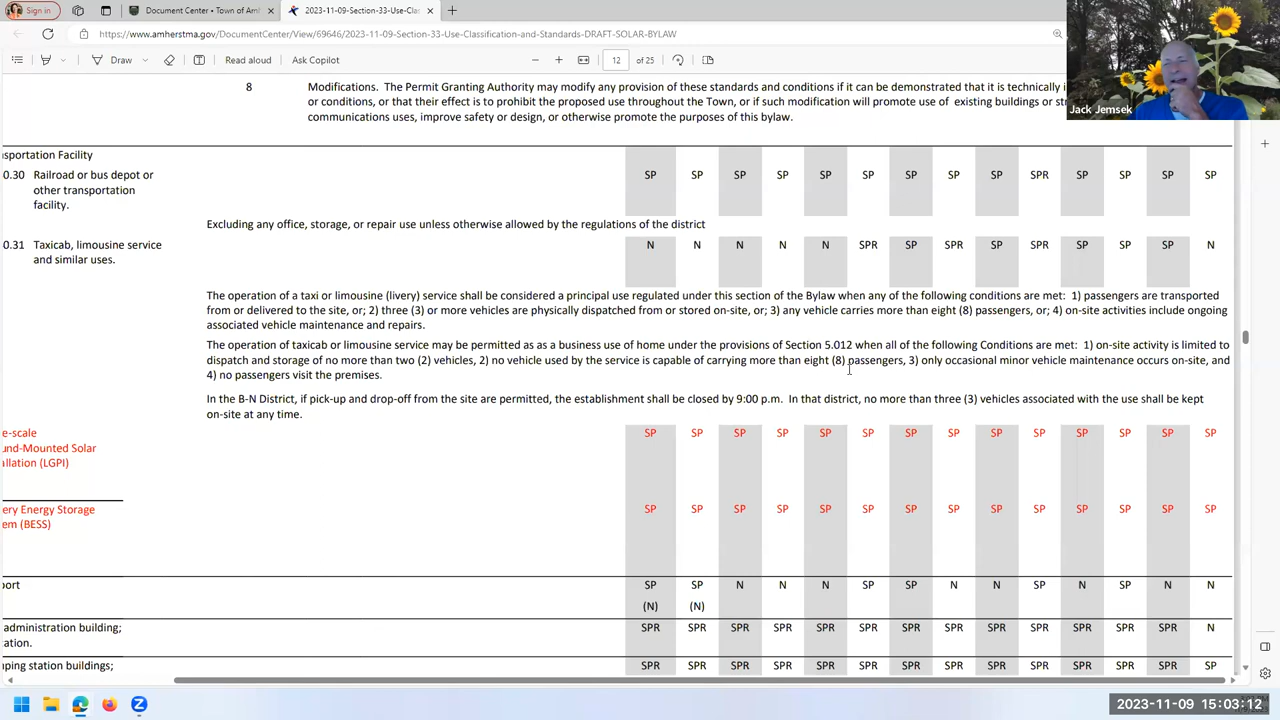 Sign in
Document Center • Town of Amh
2023-11-09-Section-33-Use-Clas
https://www.amherstma.gov/DocumentCenter/View/69646/2023-11-09-Section-33-Use-Classification-and-Standards-DRAFT-SOLAR-BYLAW
Draw
Read aloud
Ask Copilot
12 of 25
Jack Jemsek
8 Modifications. The Permit Granting Authority may modify any provision of these standards and conditions if it can be demonstrated that it is technically i
or conditions, or that their effect is to prohibit the proposed use throughout the Town, or if such modification will promote use of existing buildings or str
communications uses, improve safety or design, or otherwise promote the purposes of this bylaw.
sportation Facility
0.30 Railroad or bus depot or SP SP SP SP SP SP SP SP SP SPR SP SP SP SP
other transportation
facility.
Excluding any office, storage, or repair use unless otherwise allowed by the regulations of the district
0.31 Taxicab, limousine service N N N N N SPR SP SPR SP SPR SP SP SP N
and similar uses.
The operation of a taxi or limousine (livery) service shall be considered a principal use regulated under this section of the Bylaw when any of the following conditions are met: 1) passengers are transported
from or delivered to the site, or; 2) three (3) or more vehicles are physically dispatched from or stored on-site, or; 3) any vehicle carries more than eight (8) passengers, or; 4) on-site activities include ongoing
associated vehicle maintenance and repairs.
The operation of taxicab or limousine service may be permitted as as a business use of home under the provisions of Section 5.012 when all of the following Conditions are met: 1) on-site activity is limited to
dispatch and storage of no more than two (2) vehicles, 2) no vehicle used by the service is capable of carrying more than eight (8) passengers, 3) only occasional minor vehicle maintenance occurs on-site, and
4) no passengers visit the premises.
In the B-N District, if pick-up and drop-off from the site are permitted, the establishment shall be closed by 9:00 p.m. In that district, no more than three (3) vehicles associated with the use shall be kept
on-site at any time.
e-scale SP SP SP SP SP SP SP SP SP SP SP SP SP SP
und-Mounted Solar
allation (LGPI)
ery Energy Storage SP SP SP SP SP SP SP SP SP SP SP SP SP SP
em (BESS)
port SP SP N N N SP SP N N SP N SP N N
(N) (N)
administration building; SPR SPR SPR SPR SPR SPR SPR SPR SPR SPR SPR SPR SPR N
ation.
nping station buildings; SPR SPR SPR SPR SPR SPR SPR SPR SPR SPR SPR SPR SPR SP
2023-11-09 15:03:12